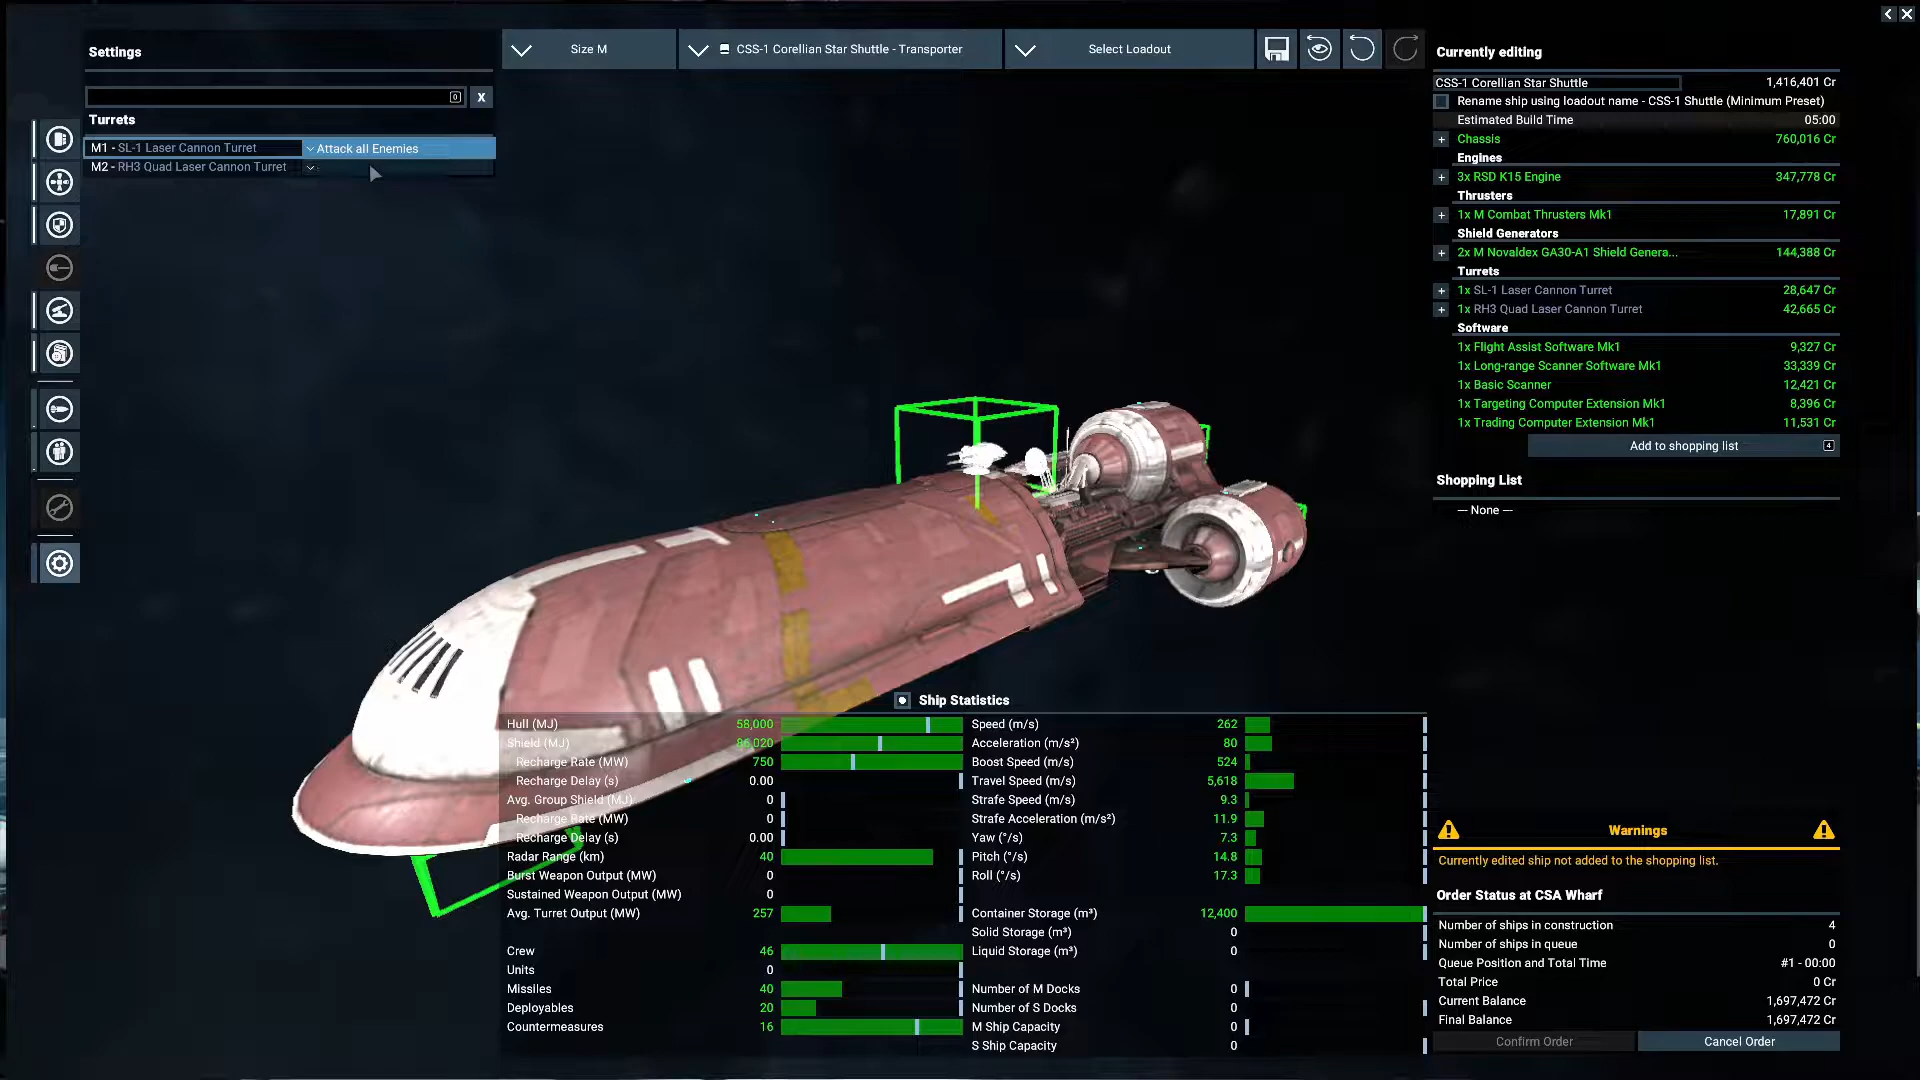 Settings
0
X
Turrets
M1 - SL-1 Laser Cannon Turret
Attack all Enemies
M2 - RH3 Quad Laser Cannon Turret
Size M
CSS-1 Corellian Star Shuttle - Transporter
Select Loadout
Currently editing
CSS-1 Corellian Star Shuttle
1,416,401 Cr
Rename ship using loadout name - CSS-1 Shuttle (Minimum Preset)
Estimated Build Time
05:00
+ Chassis
760,016 Cr
Engines
+ 3x RSD K15 Engine
347,778 Cr
Thrusters
+ 1x M Combat Thrusters Mk1
17,891 Cr
Shield Generators
+ 2x M Novaldex GA30-A1 Shield Genera...
144,388 Cr
Turrets
+ 1x SL-1 Laser Cannon Turret
28,647 Cr
+ 1x RH3 Quad Laser Cannon Turret
42,665 Cr
Software
1x Flight Assist Software Mk1
9,327 Cr
1x Long-range Scanner Software Mk1
33,339 Cr
1x Basic Scanner
12,421 Cr
1x Targeting Computer Extension Mk1
8,396 Cr
1x Trading Computer Extension Mk1
11,531 Cr
Add to shopping list
4
Shopping List
— None —
Ship Statistics
Hull (MJ) 58,000
Shield (MJ) 86,020
Recharge Rate (MW) 750
Recharge Delay (s) 0.00
Avg. Group Shield (MJ) 0
Recharge Rate (MW) 0
Recharge Delay (s) 0.00
Radar Range (km) 40
Burst Weapon Output (MW) 0
Sustained Weapon Output (MW) 0
Avg. Turret Output (MW) 257
Crew 46
Units 0
Missiles 40
Deployables 20
Countermeasures 16
Speed (m/s) 262
Acceleration (m/s²) 80
Boost Speed (m/s) 524
Travel Speed (m/s) 5,618
Strafe Speed (m/s) 9.3
Strafe Acceleration (m/s²) 11.9
Yaw (°/s) 7.3
Pitch (°/s) 14.8
Roll (°/s) 17.3
Container Storage (m³) 12,400
Solid Storage (m³) 0
Liquid Storage (m³) 0
Number of M Docks 0
Number of S Docks 0
M Ship Capacity 0
S Ship Capacity 0
Warnings
Currently edited ship not added to the shopping list.
Order Status at CSA Wharf
Number of ships in construction 4
Number of ships in queue 0
Queue Position and Total Time #1 - 00:00
Total Price 0 Cr
Current Balance 1,697,472 Cr
Final Balance 1,697,472 Cr
Confirm Order
Cancel Order